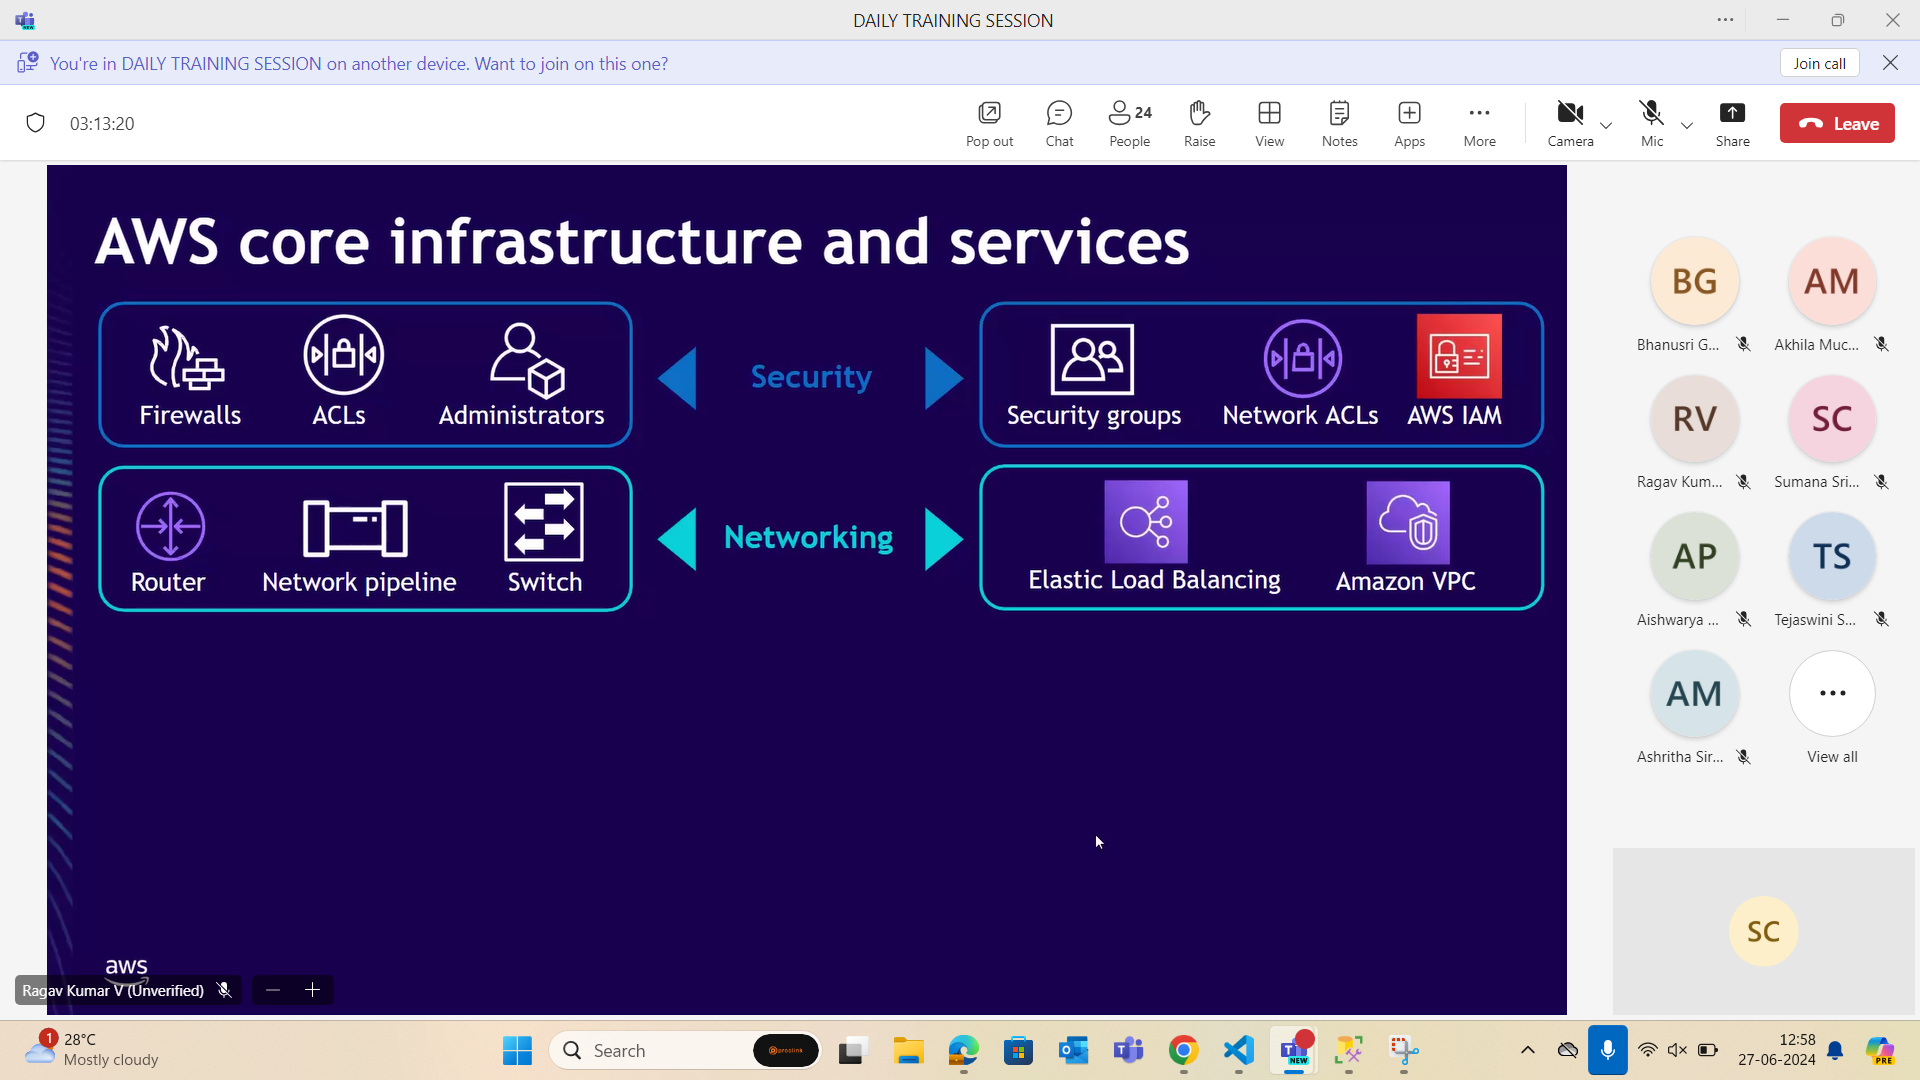 DAILY TRAINING SESSION
You're in DAILY TRAINING SESSION on another device. Want to join on this one?
Join call
03:13:20
Pop out
Chat
24
People
Raise
View
Notes
Apps
More
Camera
Mic
Share
Leave
AWS core infrastructure and services
Firewalls
ACLs
Administrators
Security
Security groups
Network ACLs
AWS IAM
Router
Network pipeline
Switch
Networking
Elastic Load Balancing
Amazon VPC
aws
Ragav Kumar V (Unverified)
BG
AM
Bhanusri G...
Akhila Muc...
RV
SC
Ragav Kum...
Sumana Sri...
AP
TS
Aishwarya ...
Tejaswini S...
AM
Ashritha Sir...
View all
SC
1
28°C
Mostly cloudy
Search
proolink
NEW
12:58
27-06-2024
PRE